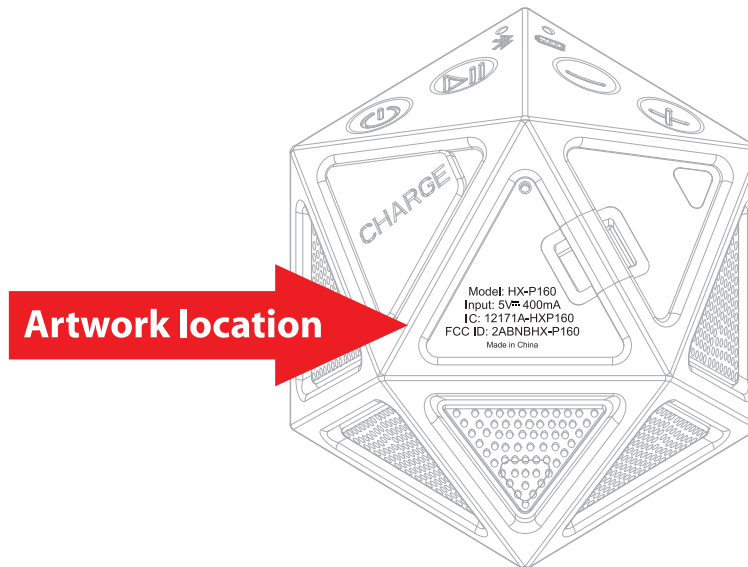 CHARGE
Model: HX-P160
Input: 5V⎓ 400mA
IC: 12171A-HXP160
FCC ID: 2ABNBHX-P160
Made in China
Artwork location